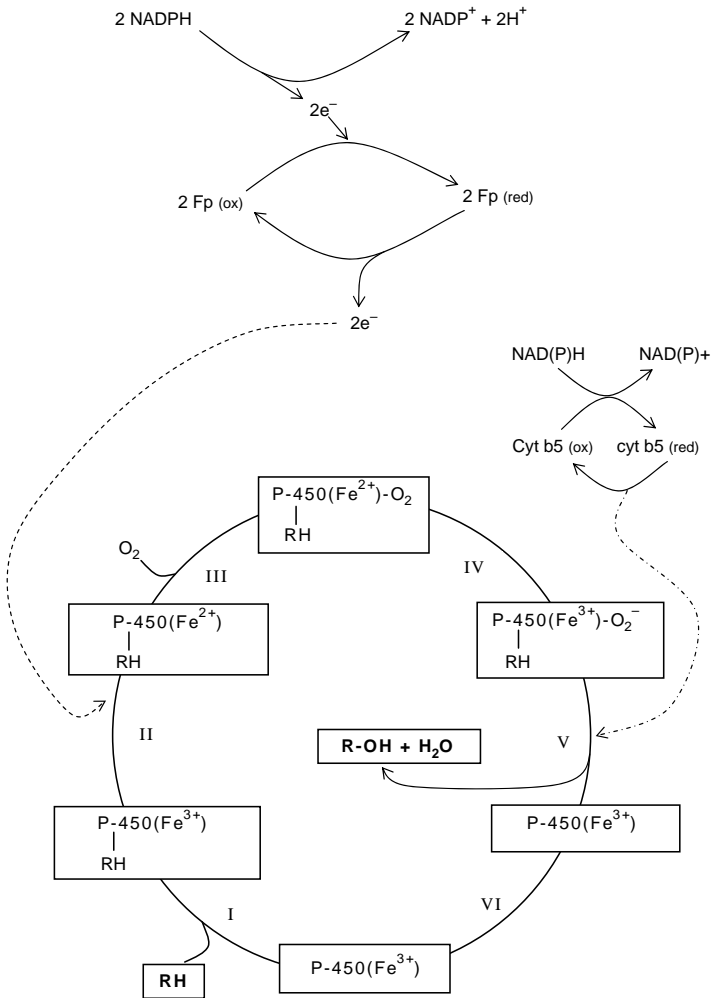 2 NADPH 2 NADP⁺ + 2H⁺
2e⁻
2 Fp (ox) 2 Fp (red)
2e⁻
NAD(P)H NAD(P)+
Cyt b5 (ox) cyt b5 (red)
P-450(Fe²⁺)-O₂
RH
O₂
III
IV
P-450(Fe²⁺)
RH
P-450(Fe³⁺)-O₂⁻
RH
II
R-OH + H₂O
V
P-450(Fe³⁺)
RH
P-450(Fe³⁺)
I
VI
RH
P-450(Fe³⁺)